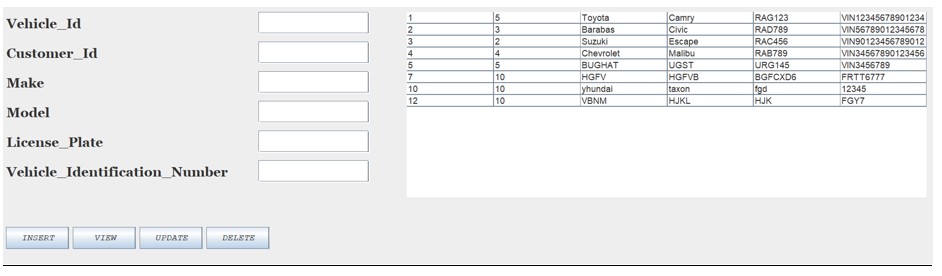 Vehicle_Id
Customer_Id
Make
Model
License_Plate
Vehicle_Identification_Number
1 5 Toyota Camry RAG123 VIN12345678901234
2 3 Barabas Civic RAD789 VIN56789012345678
3 2 Suzuki Escape RAC456 VIN90123456789012
4 4 Chevrolet Malibu RAB789 VIN34567890123456
5 5 BUGHAT UGST URG145 VIN3456789
7 10 HGFV HGFVB BGFCXD6 FRTT6777
10 10 yhundai taxon fgd 12345
12 10 VBNM HJKL HJK FGY7
INSERT VIEW UPDATE DELETE